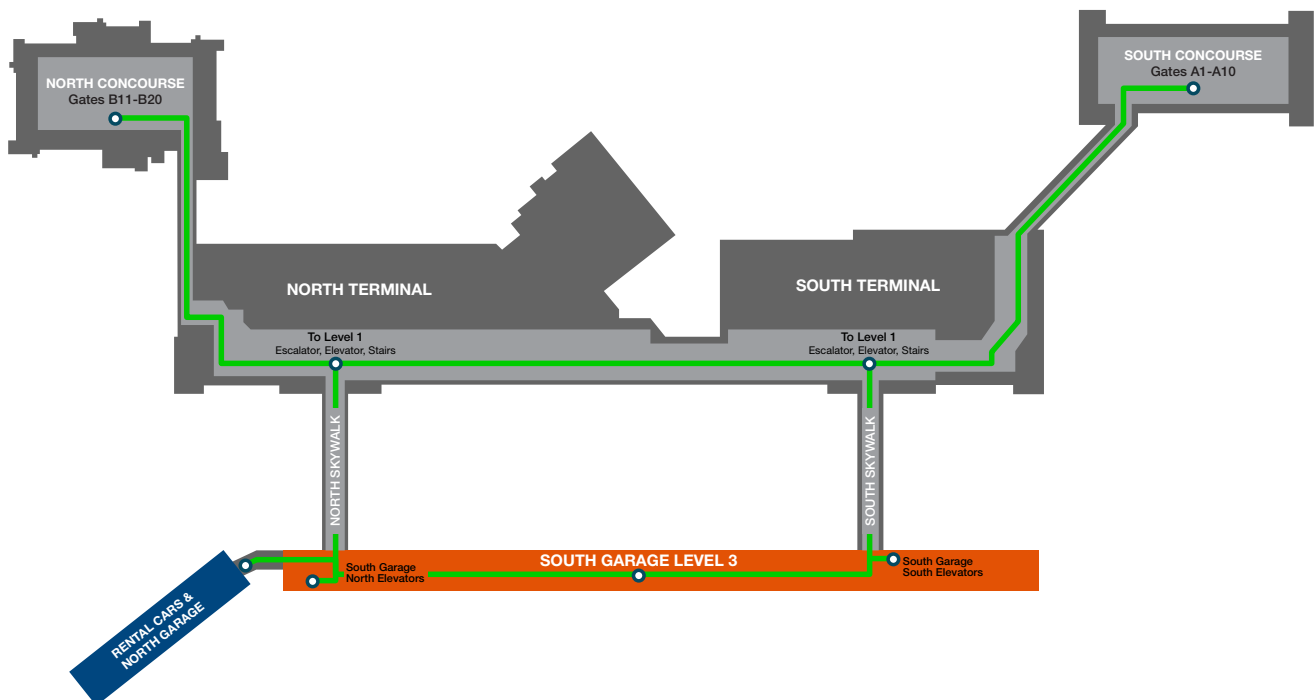 NORTH CONCOURSE
Gates B11-B20
SOUTH CONCOURSE
Gates A1-A10
NORTH TERMINAL
SOUTH TERMINAL
To Level 1
Escalator, Elevator, Stairs
To Level 1
Escalator, Elevator, Stairs
NORTH SKYWALK
SOUTH SKYWALK
SOUTH GARAGE LEVEL 3
South Garage
North Elevators
South Garage
South Elevators
RENTAL CARS &
NORTH GARAGE